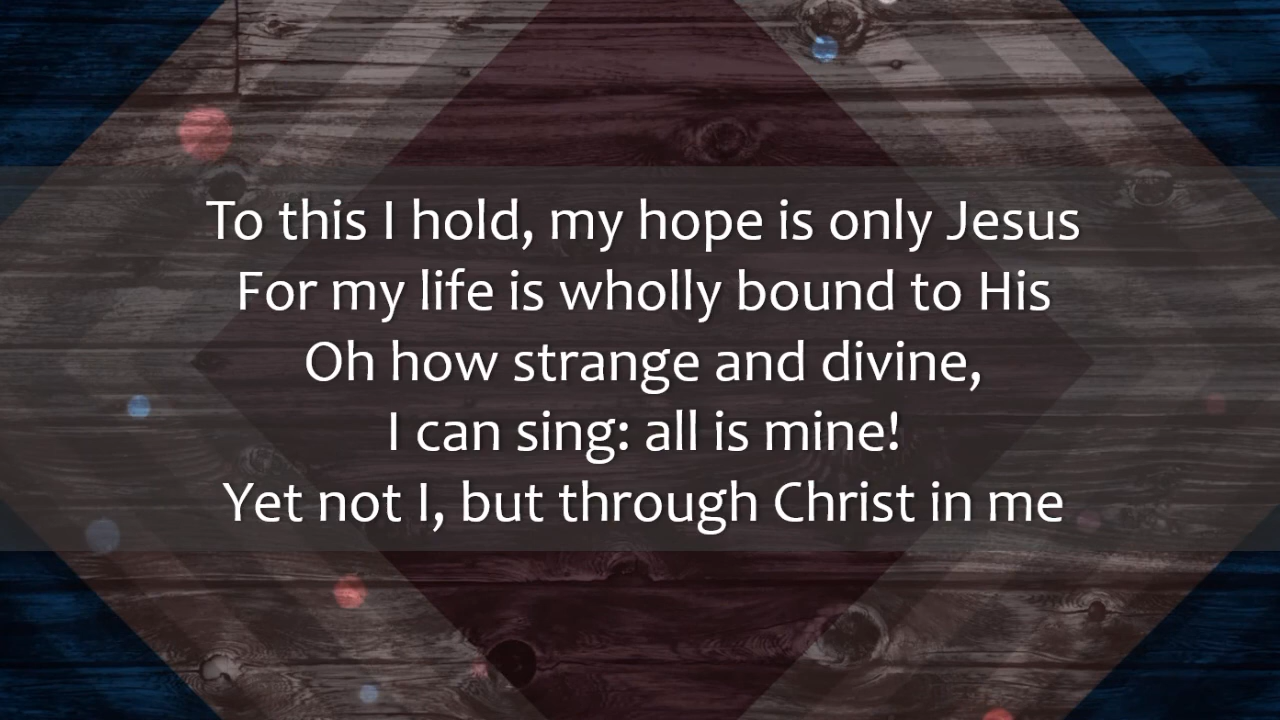 To this I hold, my hope is only Jesus
For my life is wholly bound to His
Oh how strange and divine,
I can sing: all is mine!
Yet not I, but through Christ in me